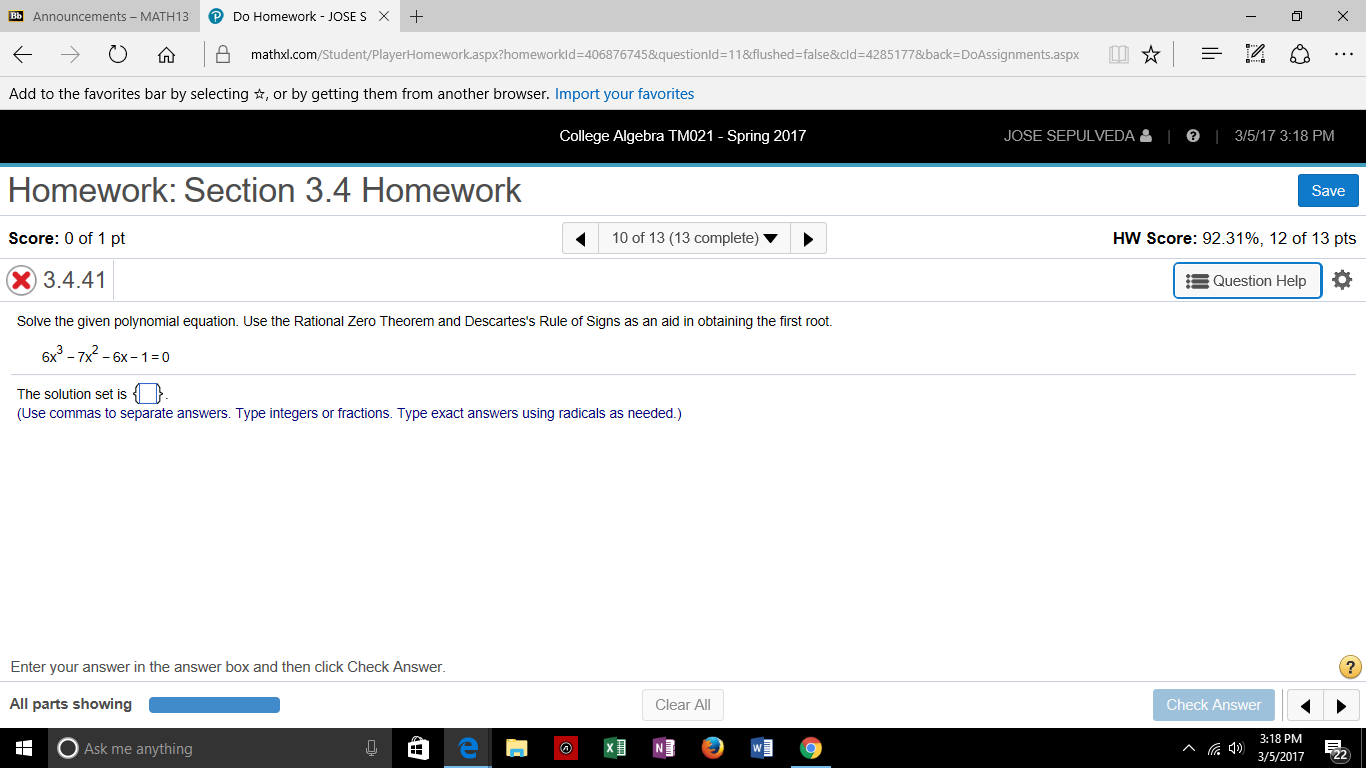 Announcements – MATH13
Do Homework - JOSE S
mathxl.com/Student/PlayerHomework.aspx?homeworkId=406876745&questionId=11&flushed=false&cId=4285177&back=DoAssignments.aspx
Add to the favorites bar by selecting ☆, or by getting them from another browser. Import your favorites
College Algebra TM021 - Spring 2017
JOSE SEPULVEDA | ? | 3/5/17 3:18 PM
Homework: Section 3.4 Homework
Save
Score: 0 of 1 pt
10 of 13 (13 complete)
HW Score: 92.31%, 12 of 13 pts
3.4.41
Question Help
Solve the given polynomial equation. Use the Rational Zero Theorem and Descartes's Rule of Signs as an aid in obtaining the first root.
6x³ – 7x² – 6x – 1 = 0
The solution set is { }.
(Use commas to separate answers. Type integers or fractions. Type exact answers using radicals as needed.)
Enter your answer in the answer box and then click Check Answer.
?
All parts showing
Clear All
Check Answer
Ask me anything
3:18 PM
3/5/2017
22